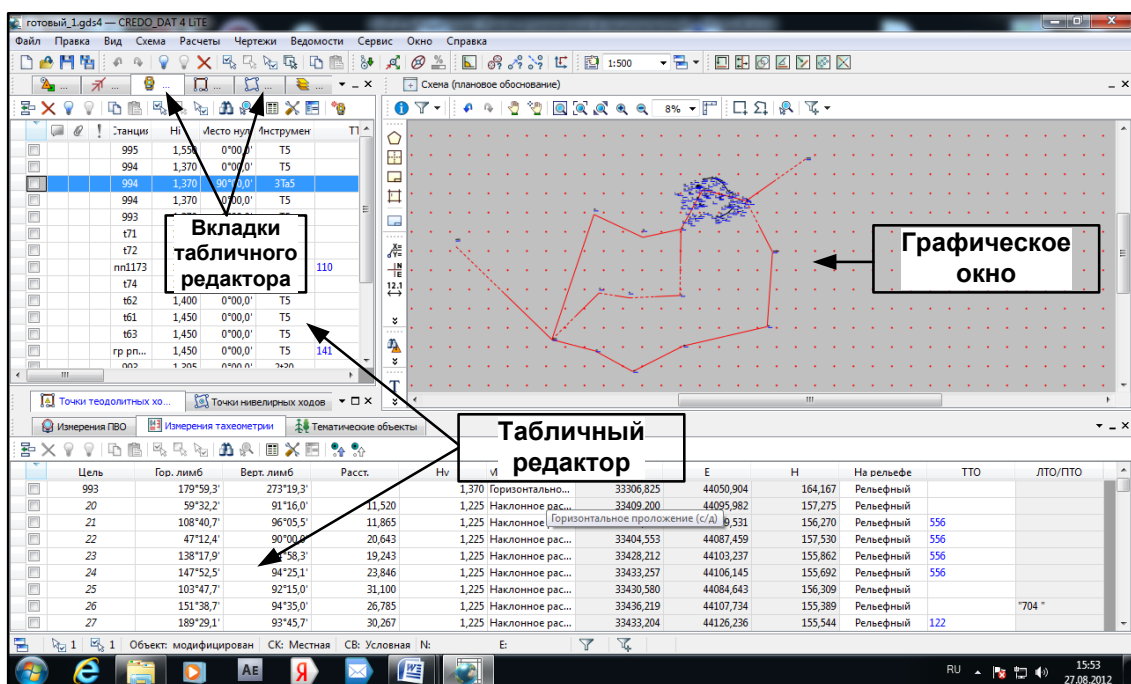 готовый_1.gds4 — CREDO_DAT 4 LiTE
Файл Правка Вид Схема Расчеты Чертежи Ведомости Сервис Окно Справка
1:500
Схема (плановое обоснование)
8%
Станция Hi Место нул Инструмен
995 1,550 0°00,0' T5
994 1,370 0°00,0' T5
994 1,370 90°00,0' 3Ta5
994 1,370 0°00,0' T5
993
t71
t72
пп1173 110
t74
t62 1,400 0°00,0' T5
t61 1,450 0°00,0' T5
t63 1,450 0°00,0' T5
гр рп... 1,450 0°00,0' T5 141
Вкладки
табличного
редактора
Графическое
окно
12.1
Точки теодолитных хо... Точки нивелирных ходов
Измерения ПВО Измерения тахеометрии Тематические объекты
Табличный
редактор
Цель Гор. лимб Верт. лимб Расст. Hv E H На рельефе ТТО ЛТО/ПТО
993 179°59,3' 273°19,3' 1,370 Горизонтально... 33306,825 44050,904 164,167 Рельефный
20 59°32,2' 91°16,0' 11,520 1,225 Наклонное рас... 33409,200 44095,982 157,275 Рельефный
21 108°40,7' 96°05,5' 11,865 1,225 Наклонное 156,270 Рельефный 556
Горизонтальное проложение (с/д)
22 47°12,4' 90°00,0' 20,643 1,225 Наклонное рас... 33404,553 44087,459 157,530 Рельефный 556
23 138°17,9' 19,243 1,225 Наклонное рас... 33428,212 44103,237 155,862 Рельефный 556
24 147°52,5' 94°25,1' 23,846 1,225 Наклонное рас... 33433,257 44106,145 155,692 Рельефный 556
25 103°47,7' 92°15,0' 31,100 1,225 Наклонное рас... 33430,580 44084,643 156,309 Рельефный
26 151°38,7' 94°35,0' 26,785 1,225 Наклонное рас... 33436,219 44107,734 155,389 Рельефный "704 "
27 189°29,1' 93°45,7' 30,267 1,225 Наклонное рас... 33433,204 44126,236 155,544 Рельефный 122
1 1 Объект: модифицирован СК: Местная СВ: Условная N: E:
AE Я RU 15:53
27.08.2012